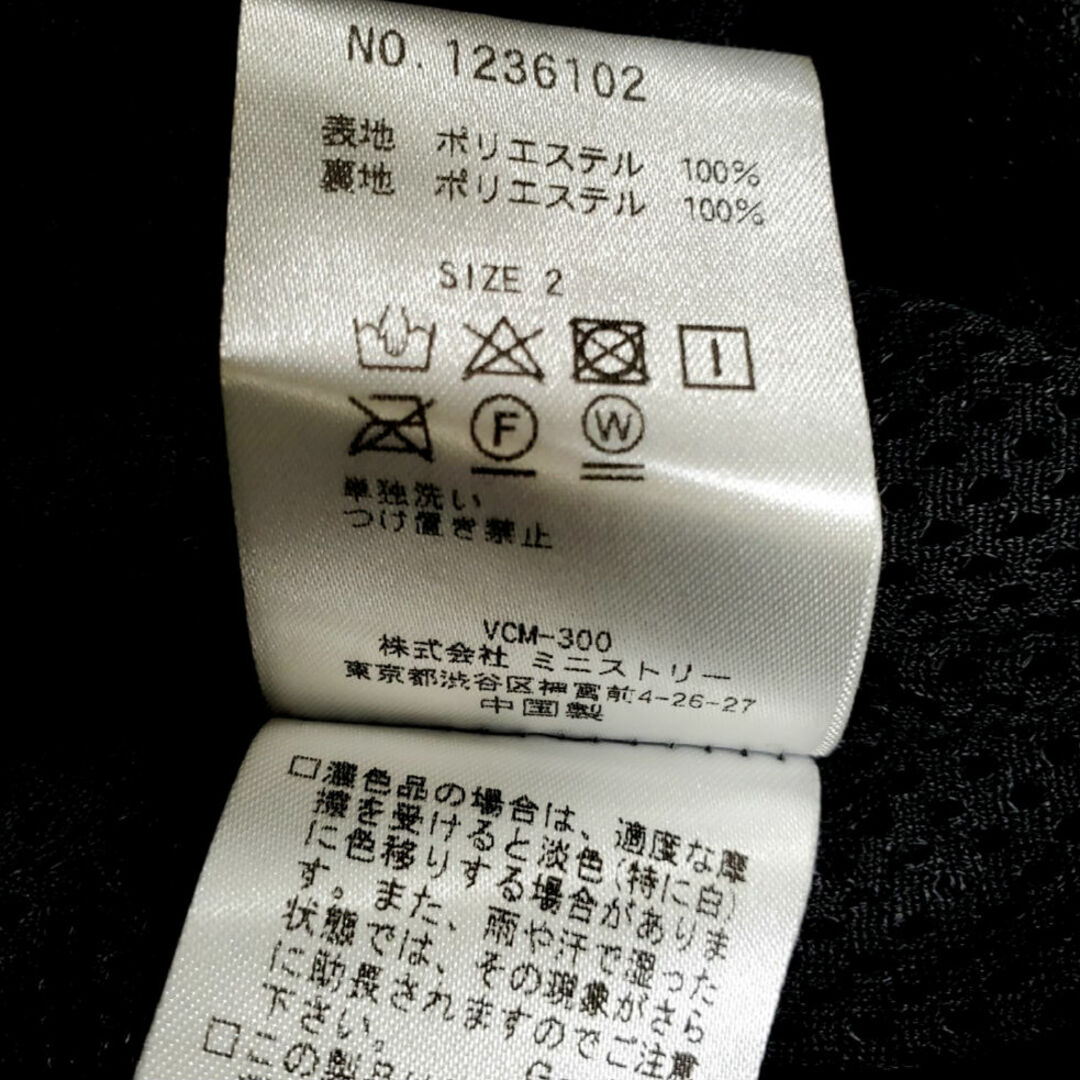 NO. 1236102
表地 ポリエステル 100%
裏地 ポリエステル 100%
SIZE 2
F
W
単独洗い
つけ置き禁止
VCM-300
株式会社 ミニストリー
東京都渋谷区神宮前4-26-27
中国製
□濃色品の場合は、適度な摩
擦を受けると淡色(特に白)
に色移りする場合がありま
す。また、雨や汗で湿った
状態では、その現象がさら
に助長されますのでご注意
下さい。
□この製品